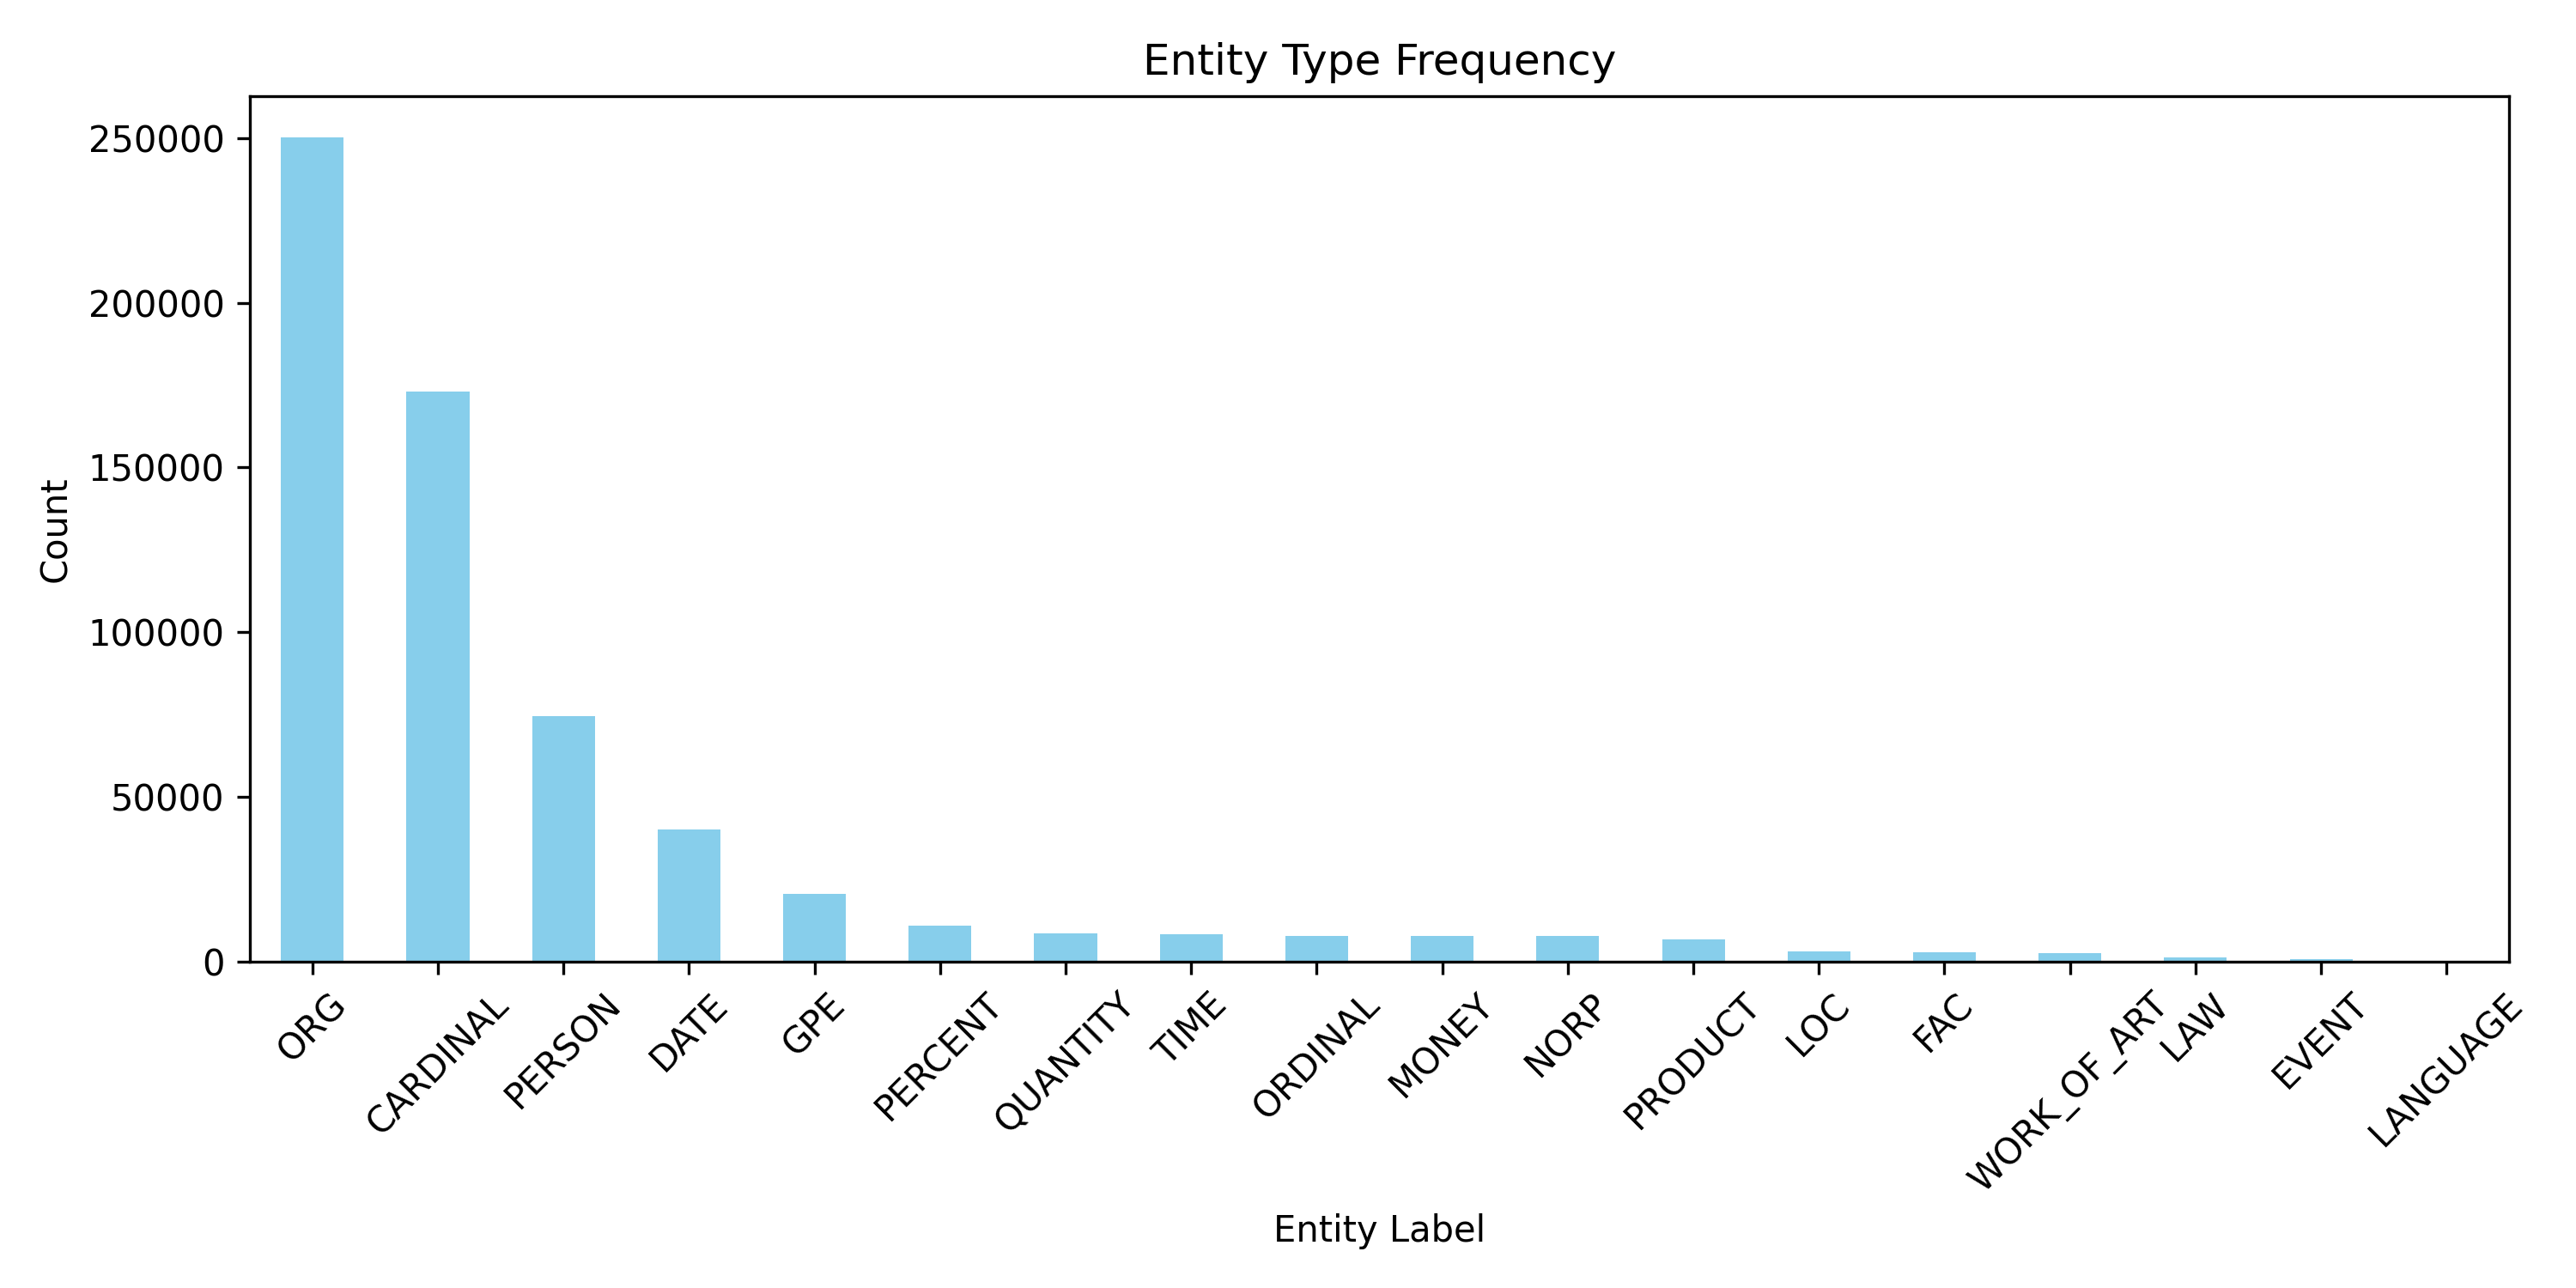 Entity Type Frequency
250000
200000
150000
100000
50000
0
Count
ORG
CARDINAL
PERSON
DATE
GPE
PERCENT
QUANTITY
TIME
ORDINAL
MONEY
NORP
PRODUCT
LOC
FAC
WORK_OF_ART
LAW
EVENT
LANGUAGE
Entity Label